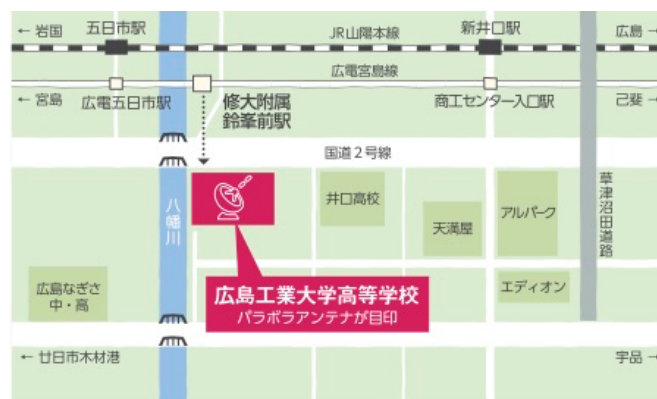 ← 岩国
五日市駅
JR山陽本線
新井口駅
広島 →
広電宮島線
← 宮島
広電五日市駅
修大附属
鈴峯前駅
商工センター入口駅
己斐 →
国道2号線
八幡川
井口高校
天満屋
アルパーク
草津沼田道路
広島なぎさ
中・高
広島工業大学高等学校
パラボラアンテナが目印
エディオン
← 廿日市木材港
宇品 →